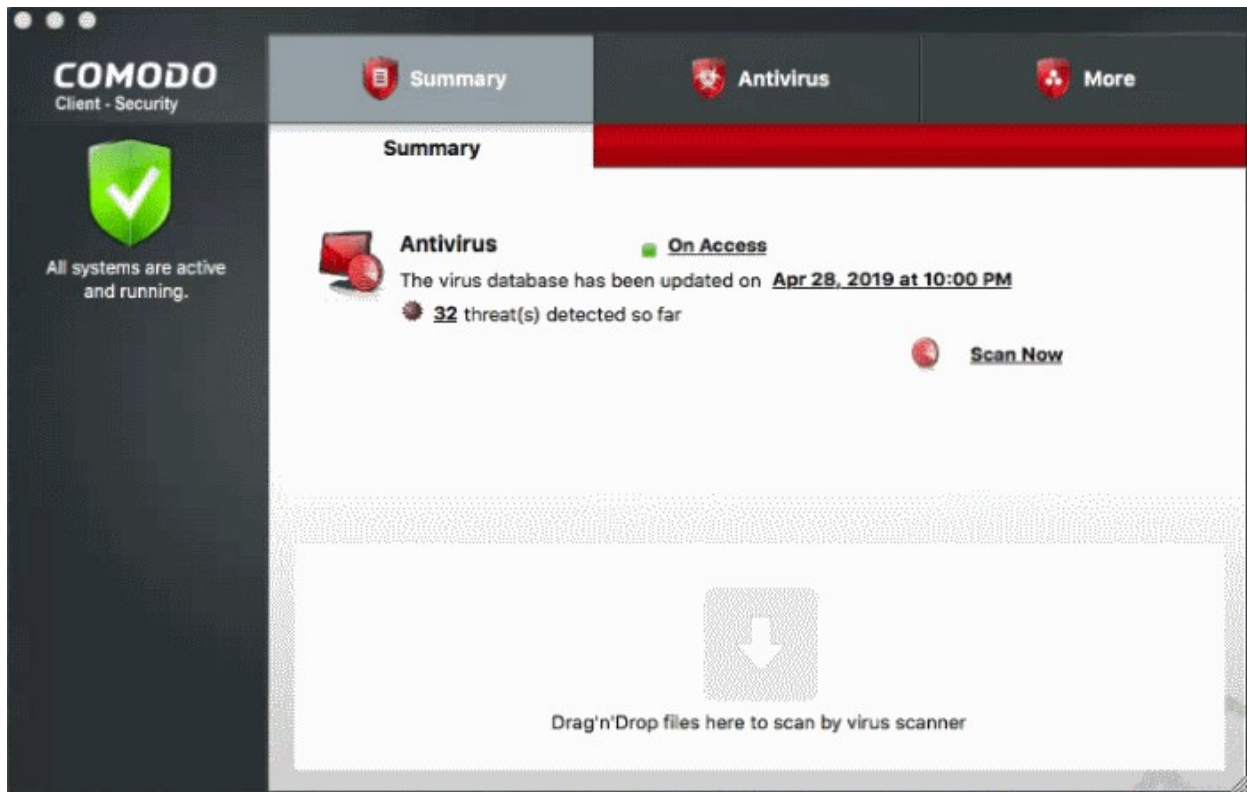 COMODO
Client - Security
Summary
Antivirus
More
Summary
All systems are active
and running.
Antivirus
On Access
The virus database has been updated on Apr 28, 2019 at 10:00 PM
32 threat(s) detected so far
Scan Now
Drag'n'Drop files here to scan by virus scanner